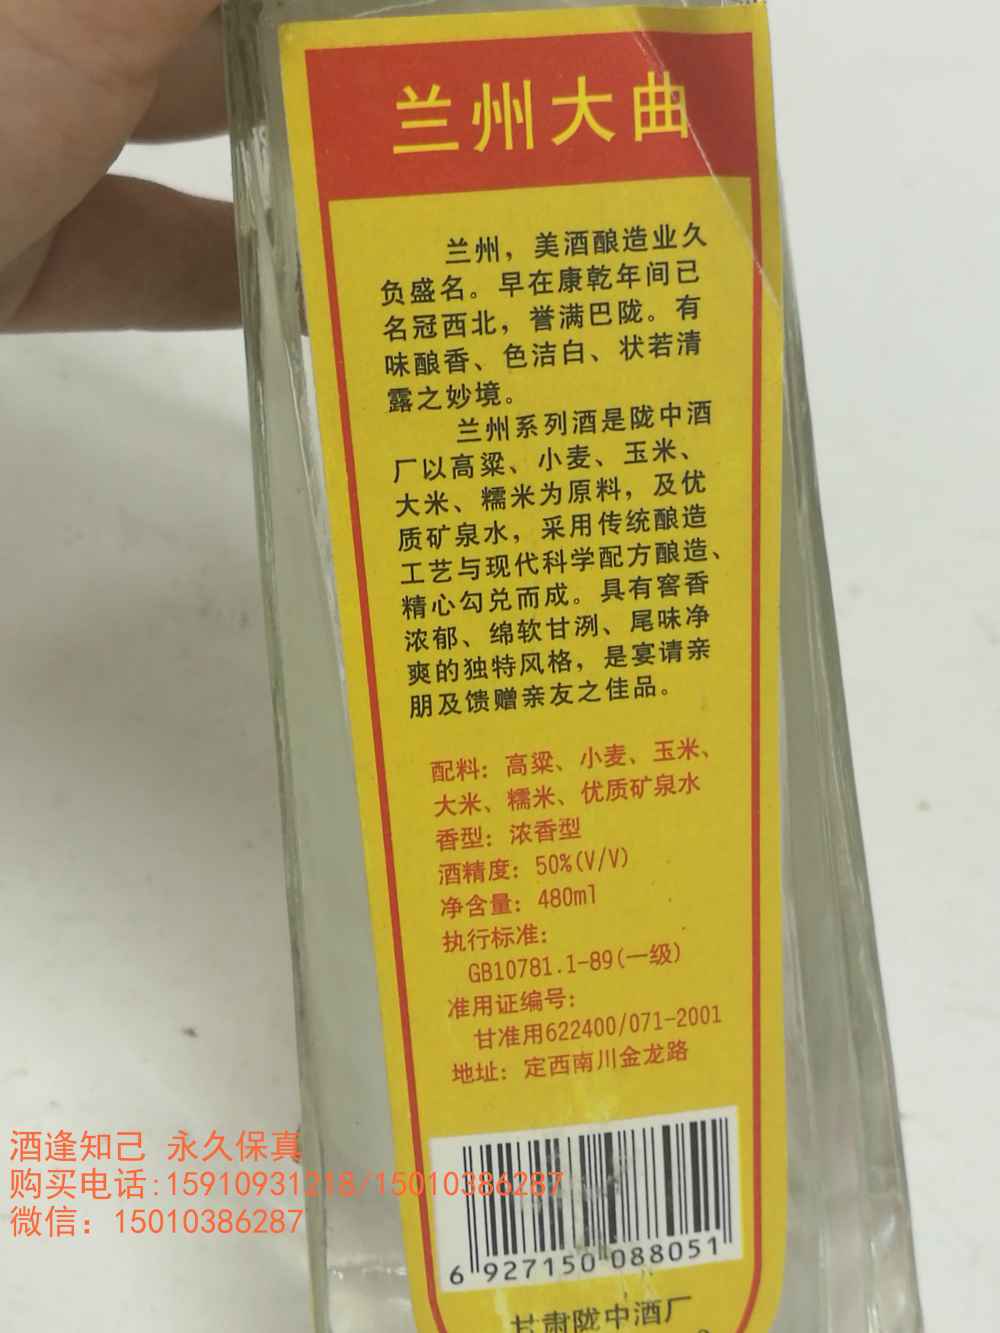 兰州大曲
兰州，美酒酿造业久
负盛名。早在康乾年间已
名冠西北，誉满巴陇。有
味酿香、色洁白、状若清
露之妙境。
兰州系列酒是陇中酒
厂以高粱、小麦、玉米、
大米、糯米为原料，及优
质矿泉水，采用传统酿造
工艺与现代科学配方酿造、
精心勾兑而成。具有窖香
浓郁、绵软甘洌、尾味净
爽的独特风格，是宴请亲
朋及馈赠亲友之佳品。
配料：高粱、小麦、玉米、
大米、糯米、优质矿泉水
香型：浓香型
酒精度：50%(V/V)
净含量：480ml
执行标准：
GB10781.1-89(一级)
准用证编号：
甘准用622400/071-2001
地址：定西南川金龙路
6 927150 088051
甘肃陇中酒厂
酒逢知己 永久保真
购买电话:15910931218/15010386287
微信：15010386287